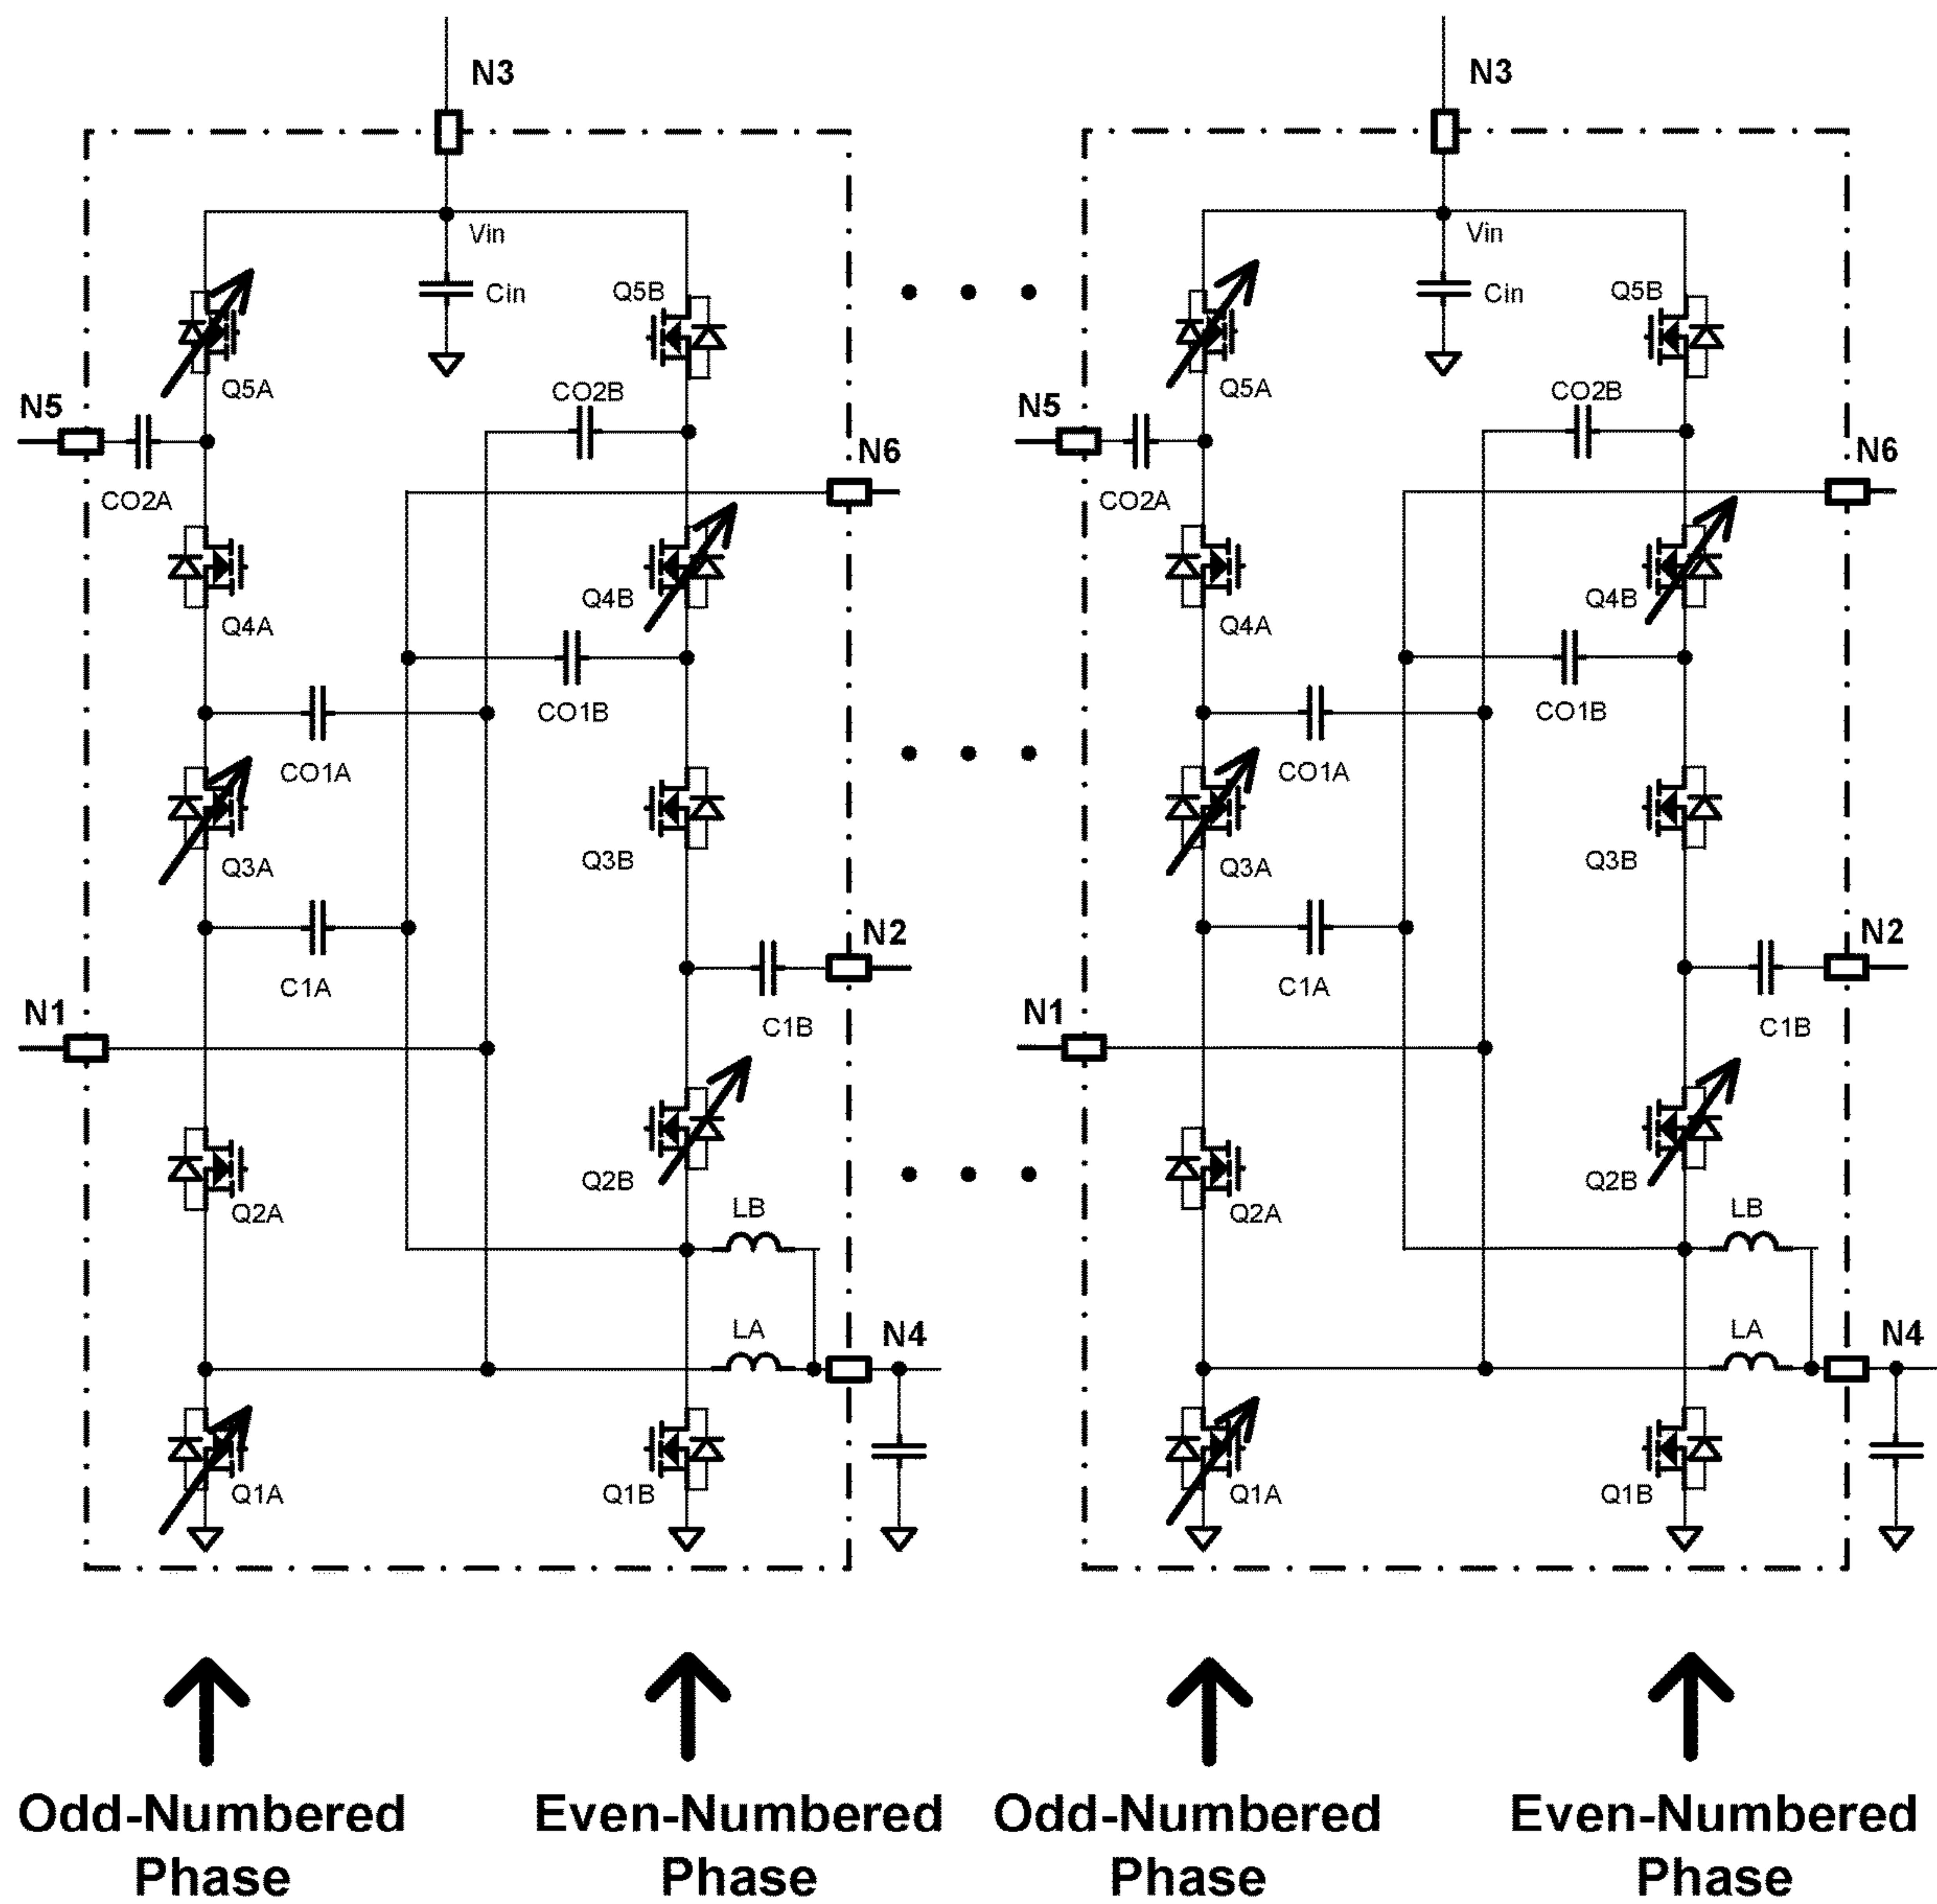 N3
N3
Vin
Vin
Cin
Q5B
Cin
Q5B
Q5A
CO2B
Q5A
CO2B
N5
N6
N5
N6
CO2A
CO2A
Q4B
Q4B
Q4A
Q4A
CO1B
CO1B
CO1A
CO1A
Q3A
Q3B
Q3A
Q3B
N2
N2
C1A
C1A
N1
C1B
N1
C1B
Q2B
Q2B
Q2A
LB
Q2A
LB
LA
N4
LA
N4
Q1A
Q1B
Q1A
Q1B
Odd-Numbered
Phase
Even-Numbered
Phase
Odd-Numbered
Phase
Even-Numbered
Phase